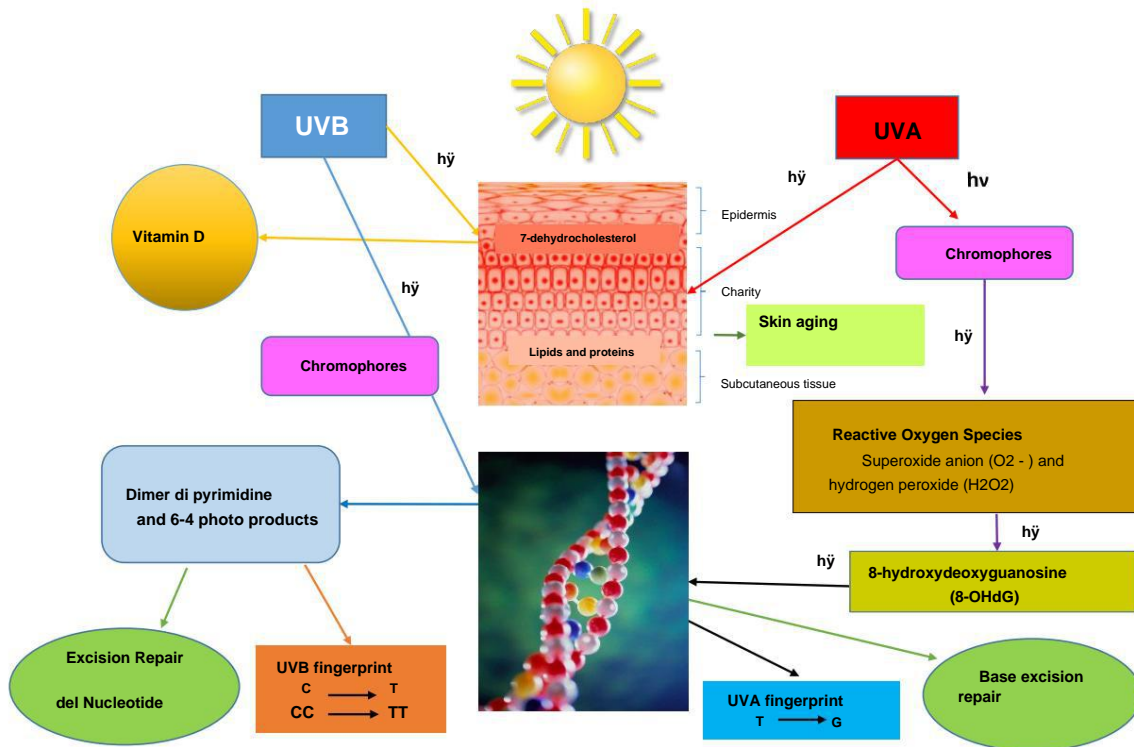 UVB
UVA
hÿ
hÿ
hν
Vitamin D
7-dehydrocholesterol
Epidermis
Chromophores
hÿ
Charity
Skin aging
hÿ
Chromophores
Lipids and proteins
Subcutaneous tissue
Reactive Oxygen Species
Superoxide anion (O2 - ) and
hydrogen peroxide (H2O2)
Dimer di pyrimidine
and 6-4 photo products
hÿ
hÿ
8-hydroxydeoxyguanosine
(8-OHdG)
Excision Repair
del Nucleotide
UVB fingerprint
C T
CC TT
UVA fingerprint
T G
Base excision
repair